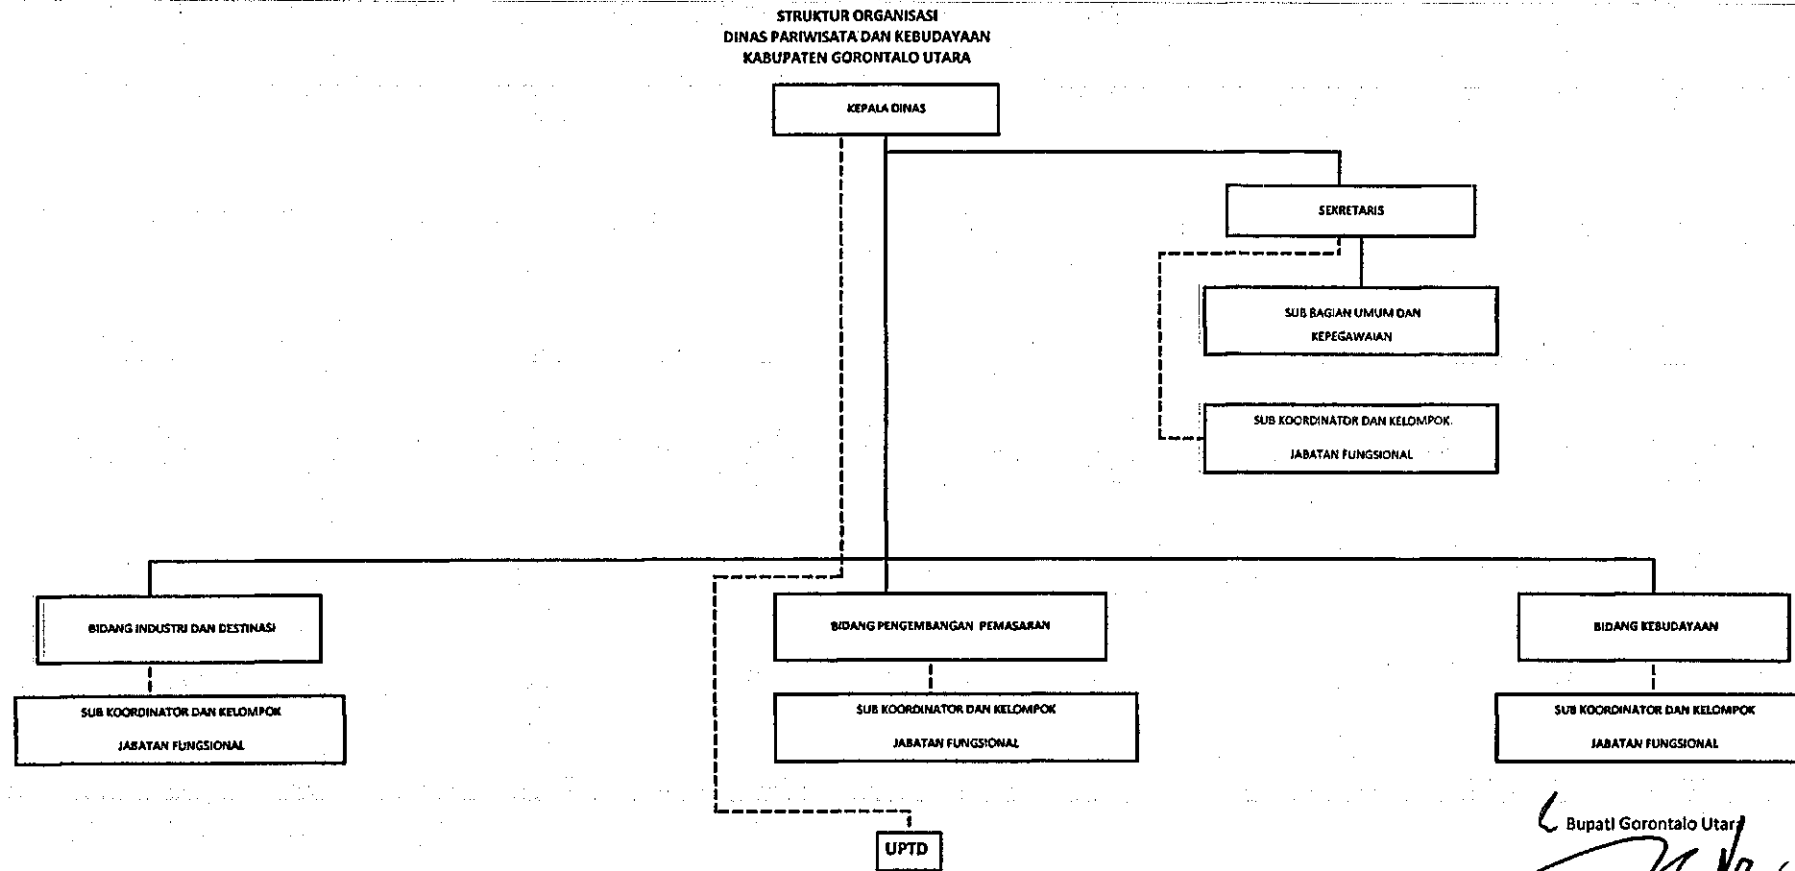 STRUKTUR ORGANISASI
DINAS PARIWISATA DAN KEBUDAYAAN
KABUPATEN GORONTALO UTARA
KEPALA DINAS
SEKRETARIS
SUB BAGIAN UMUM DAN
KEPEGAWAIAN
SUB KOORDINATOR DAN KELOMPOK
JABATAN FUNGSIONAL
BIDANG INDUSTRI DAN DESTINASI
BIDANG PENGEMBANGAN PEMASARAN
BIDANG KEBUDAYAAN
SUB KOORDINATOR DAN KELOMPOK
JABATAN FUNGSIONAL
SUB KOORDINATOR DAN KELOMPOK
JABATAN FUNGSIONAL
SUB KOORDINATOR DAN KELOMPOK
JABATAN FUNGSIONAL
Bupati Gorontalo Utara
UPTD